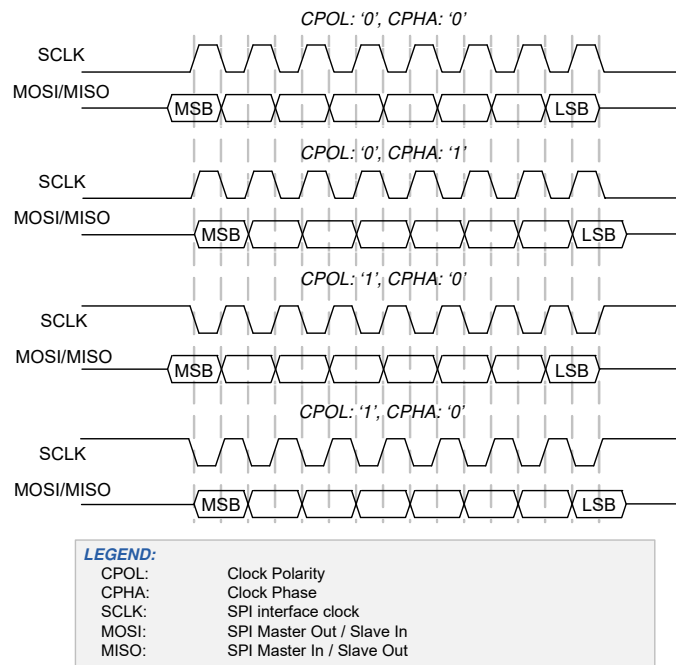 CPOL: ‘0’, CPHA: ‘0’
SCLK
MOSI/MISO
MSB LSB
CPOL: ‘0’, CPHA: ‘1’
SCLK
MOSI/MISO
MSB LSB
CPOL: ‘1’, CPHA: ‘0’
SCLK
MOSI/MISO
MSB LSB
CPOL: ‘1’, CPHA: ‘0’
SCLK
MOSI/MISO
MSB LSB
LEGEND:
CPOL: Clock Polarity
CPHA: Clock Phase
SCLK: SPI interface clock
MOSI: SPI Master Out / Slave In
MISO: SPI Master In / Slave Out